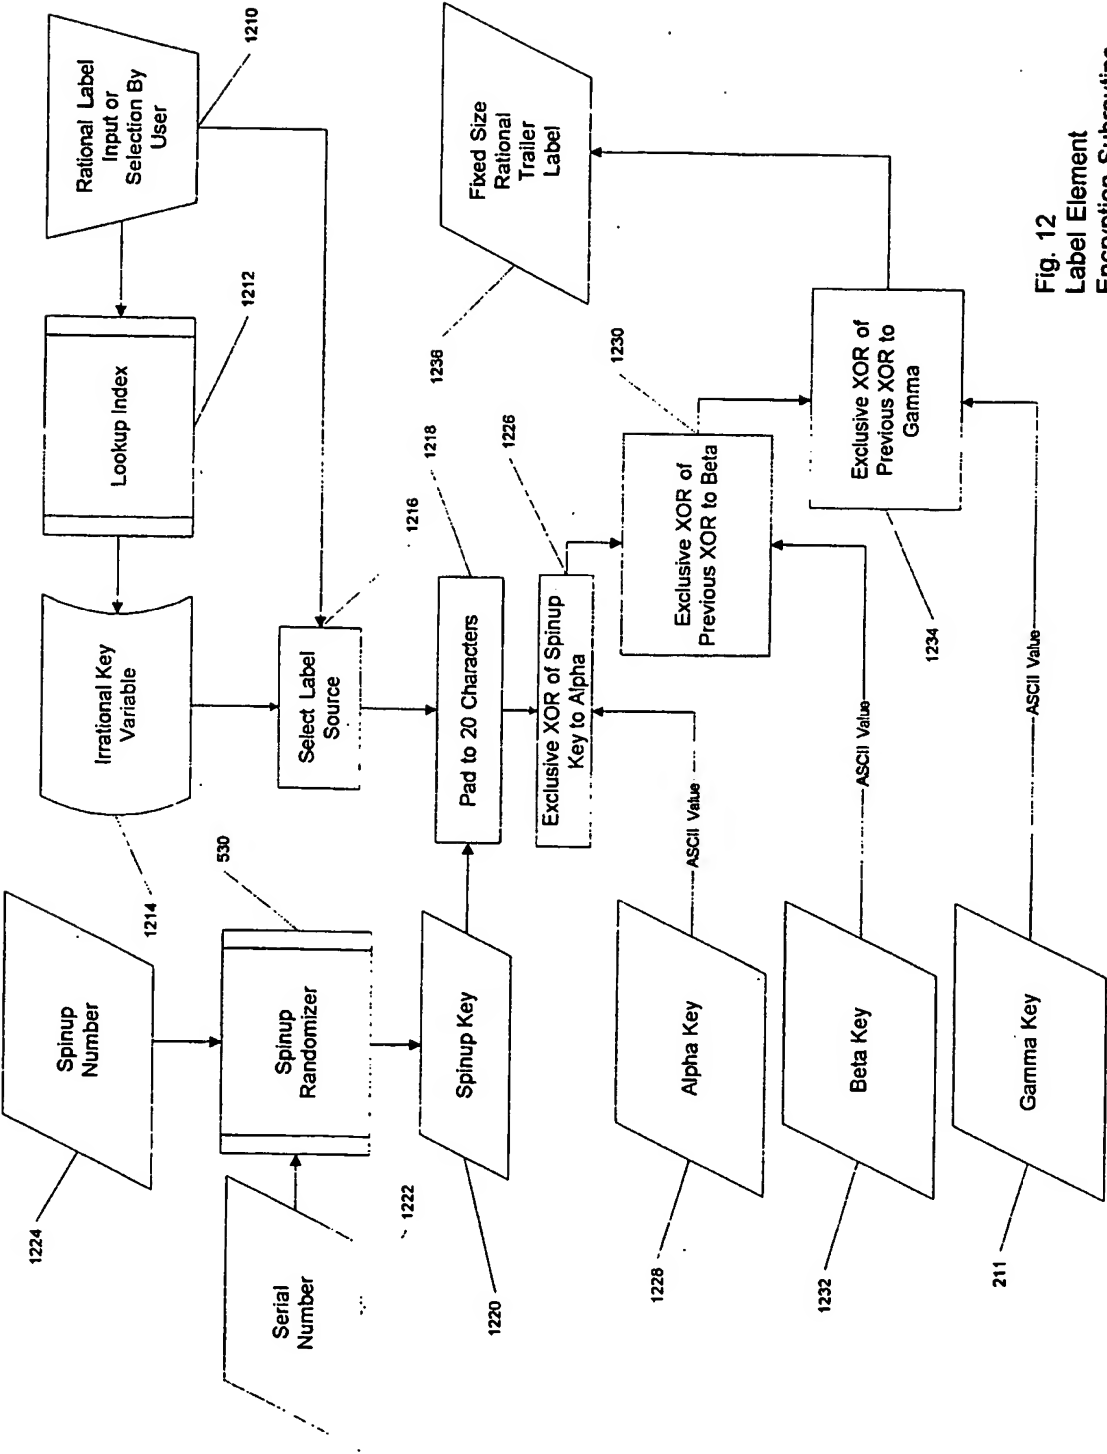 1224
Spinup
Number
1214
Irrational Key
Variable
Lookup Index
1212
Rational Label
Input or
Selection By
User
1210
Serial
Number
1222
Spinup
Randomizer
530
Select Label
Source
1216
1220
Spinup Key
Pad to 20 Characters
1218
Exclusive XOR of Spinup
Key to Alpha
1226
1236
Fixed Size
Rational
Trailer
Label
1228
Alpha Key
ASCII Value
Exclusive XOR of
Previous XOR to Beta
1230
1232
Beta Key
ASCII Value
Exclusive XOR of
Previous XOR to
Gamma
1234
211
Gamma Key
ASCII Value
Fig. 12
Label Element
Encryption Subroutine